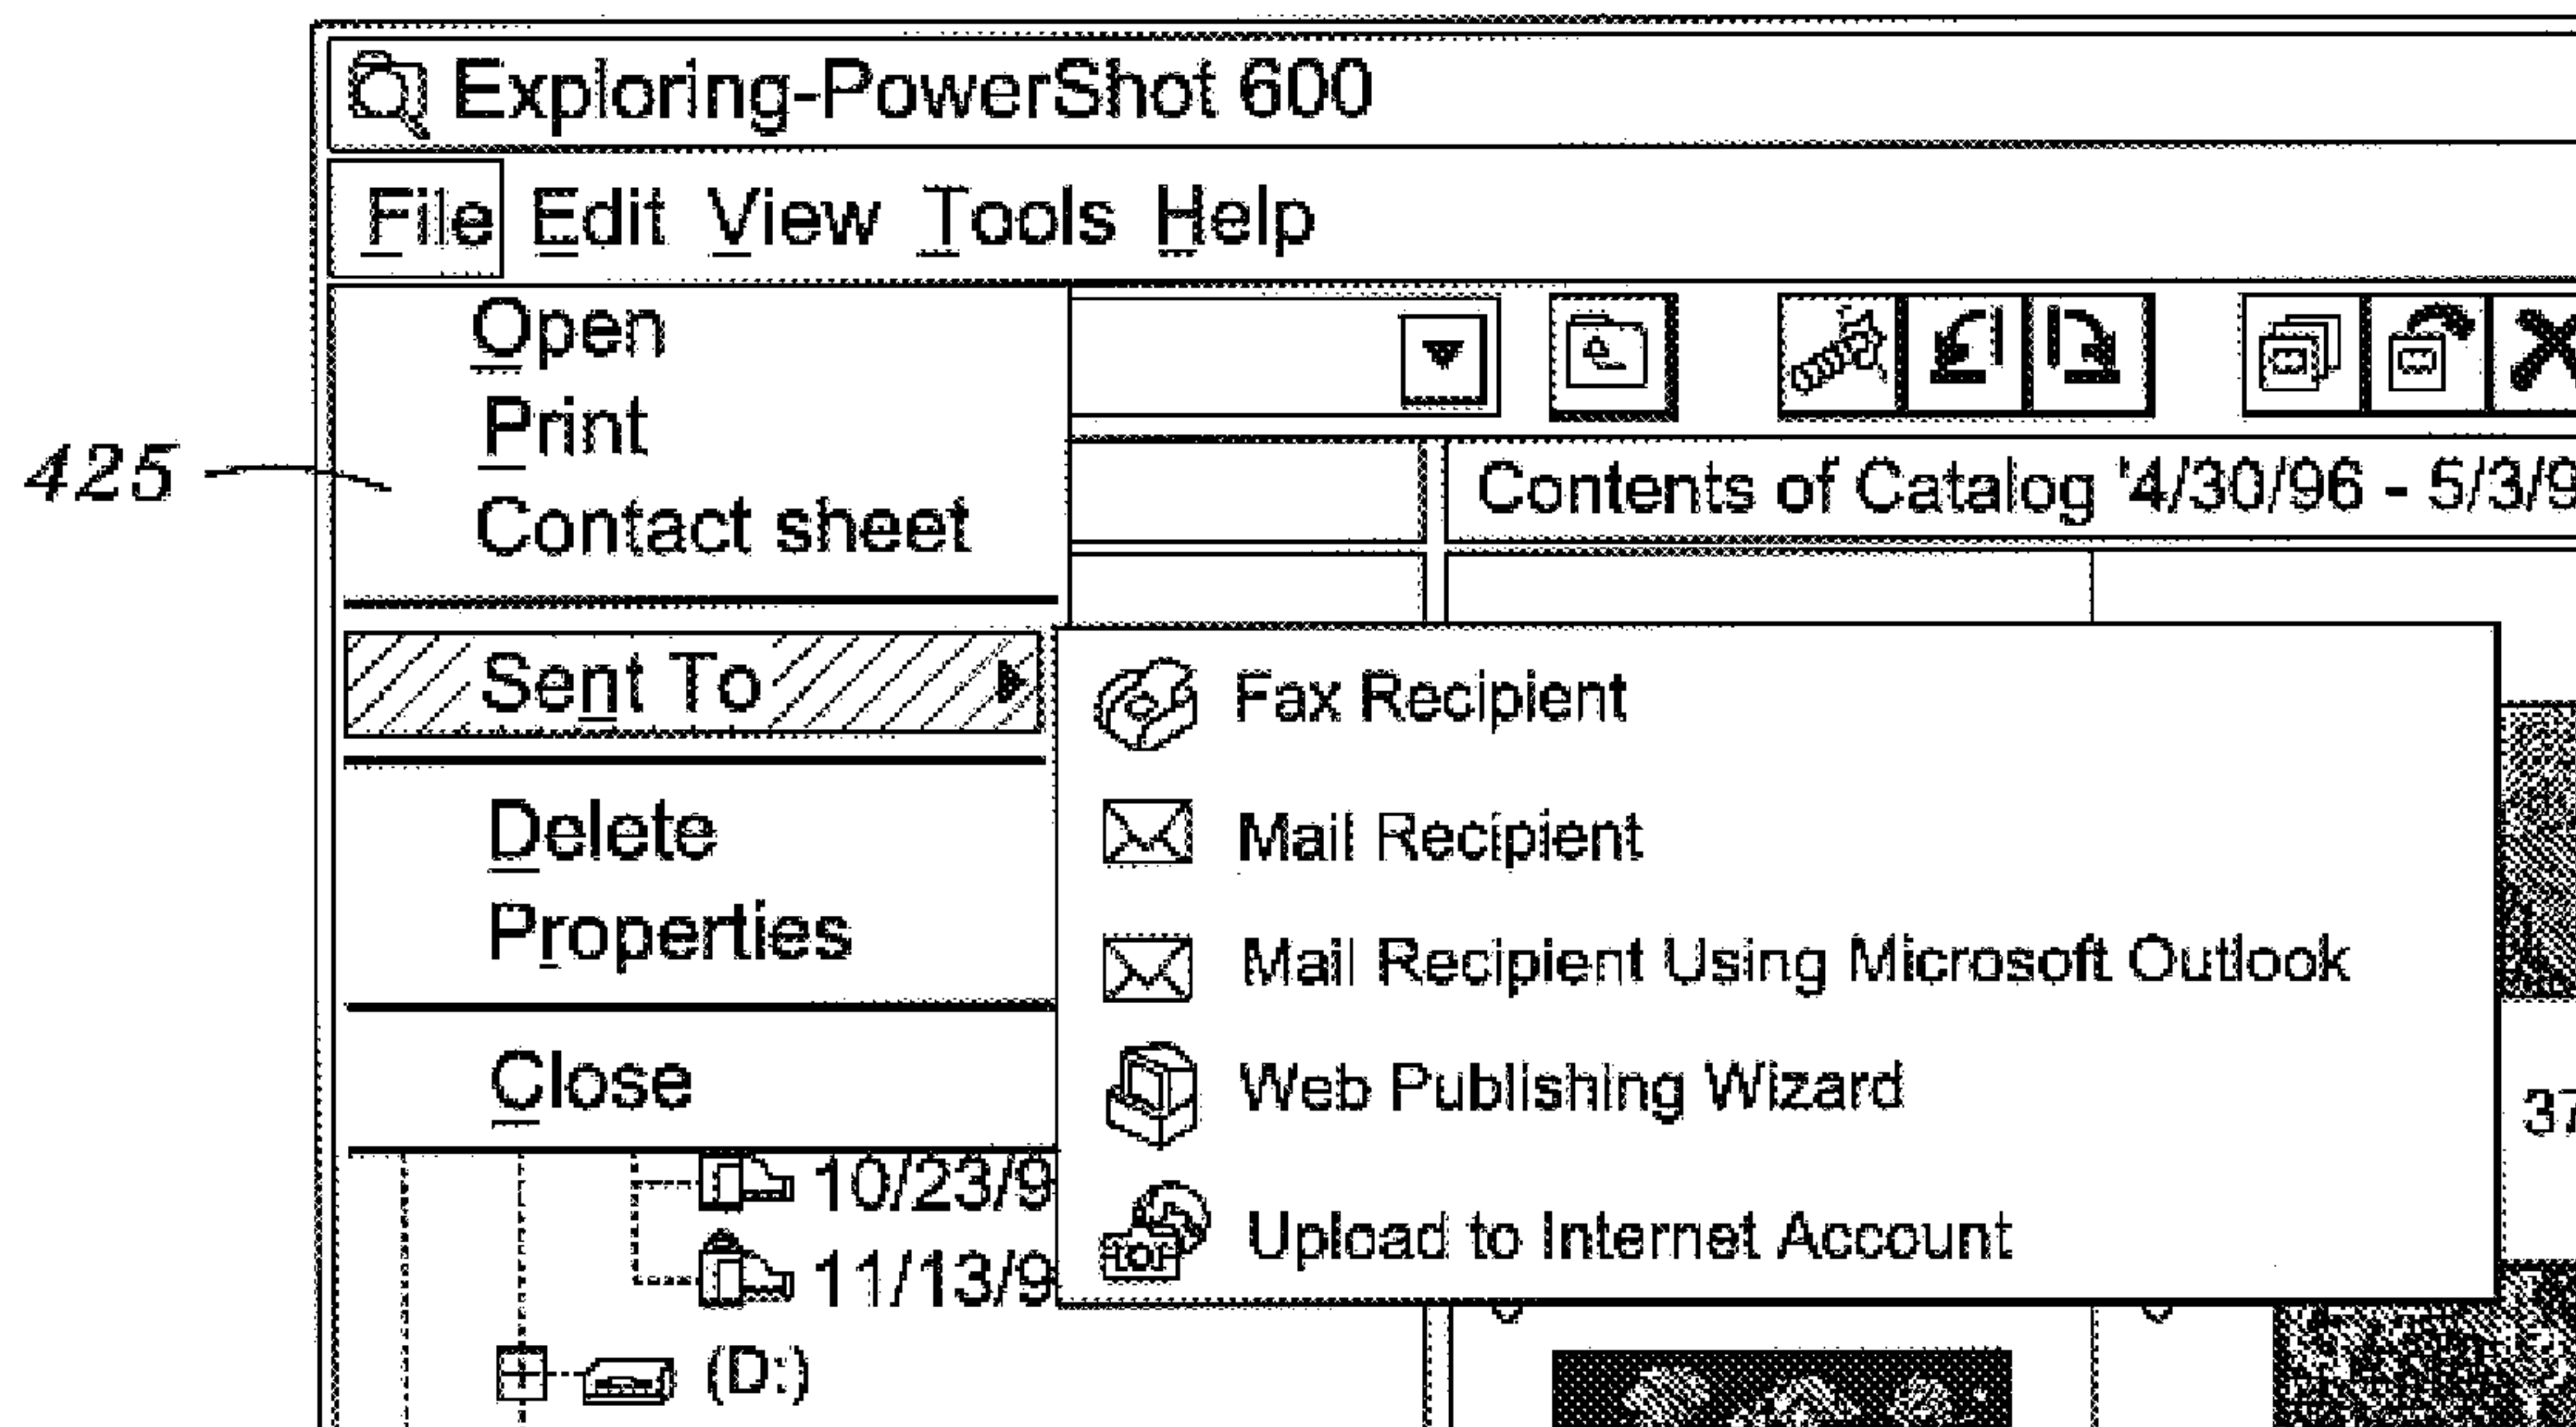 Exploring-PowerShot 600
File Edit View Tools Help
Open
Print
425
Contents of Catalog '4/30/96 - 5/3/9
Contact sheet
Sent To
Fax Recipient
Mail Recipient
Delete
Mail Recipient Using Microsoft Outlook
Properties
Web Publishing Wizard
Close
37
10/23/9
Upload to Internet Account
11/13/9
(D:)